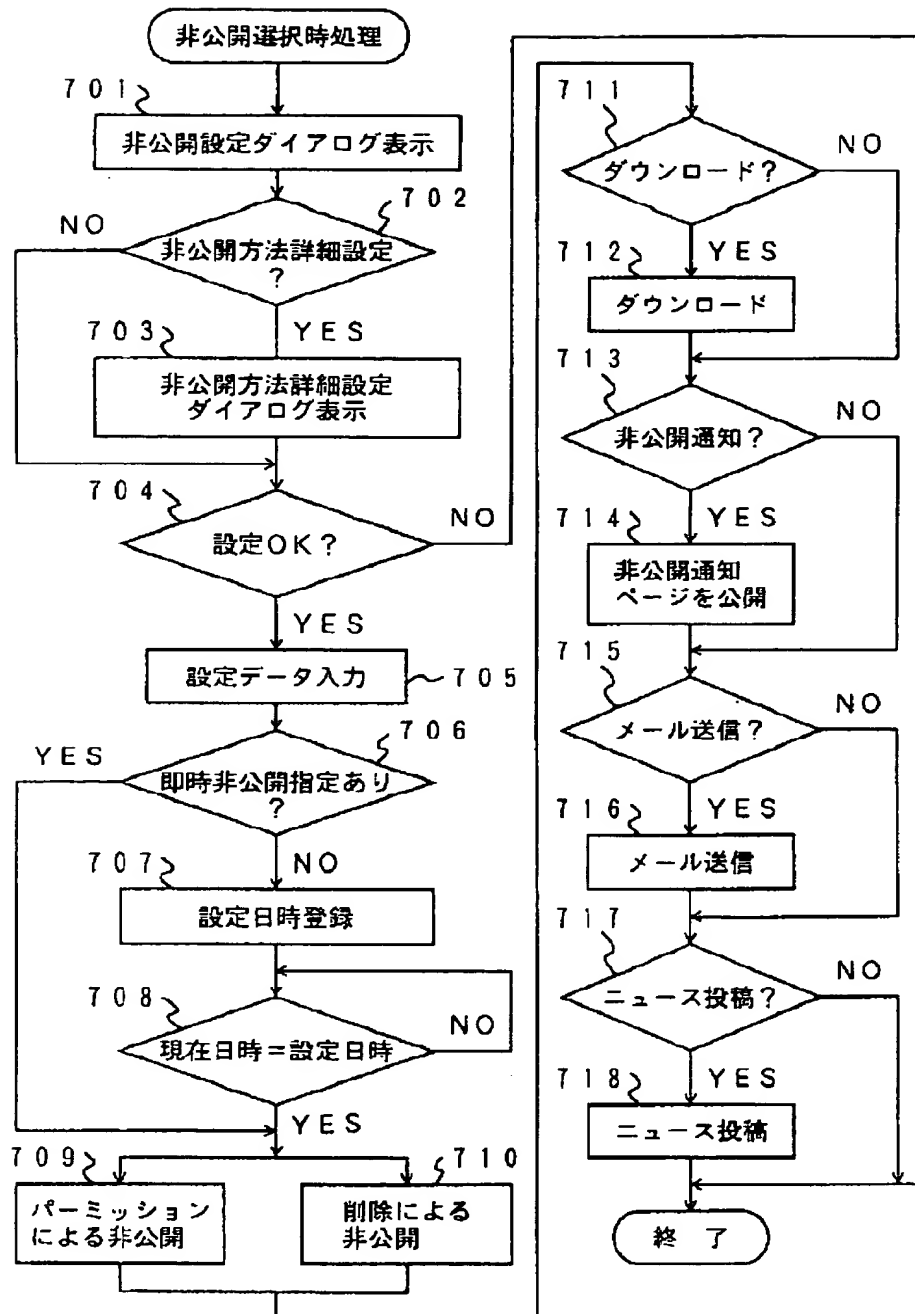 非公開選択時処理
701
非公開設定ダイアログ表示
702
NO
非公開方法詳細設定
?
YES
703
非公開方法詳細設定
ダイアログ表示
704
NO
設定OK?
YES
設定データ入力
705
706
YES
即時非公開指定あり
?
NO
707
設定日時登録
708
NO
現在日時=設定日時
YES
709
パーミッション
による非公開
710
削除による
非公開
711
NO
ダウンロード?
YES
712
ダウンロード
713
NO
非公開通知?
YES
714
非公開通知
ページを公開
715
NO
メール送信?
YES
716
メール送信
717
NO
ニュース投稿?
YES
718
ニュース投稿
終了